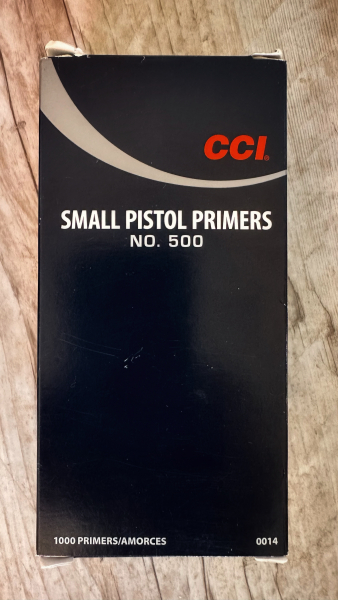 CCI
SMALL PISTOL PRIMERS
NO. 500
1000 PRIMERS/AMORCES 0014